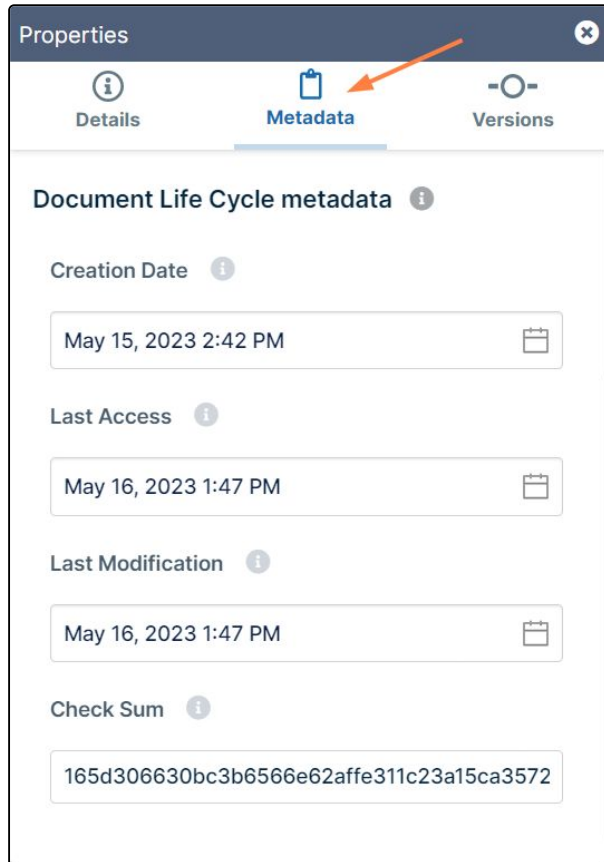 Properties
Details
Metadata
Versions
Document Life Cycle metadata
Creation Date
May 15, 2023 2:42 PM
Last Access
May 16, 2023 1:47 PM
Last Modification
May 16, 2023 1:47 PM
Check Sum
165d306630bc3b6566e62affe311c23a15ca3572